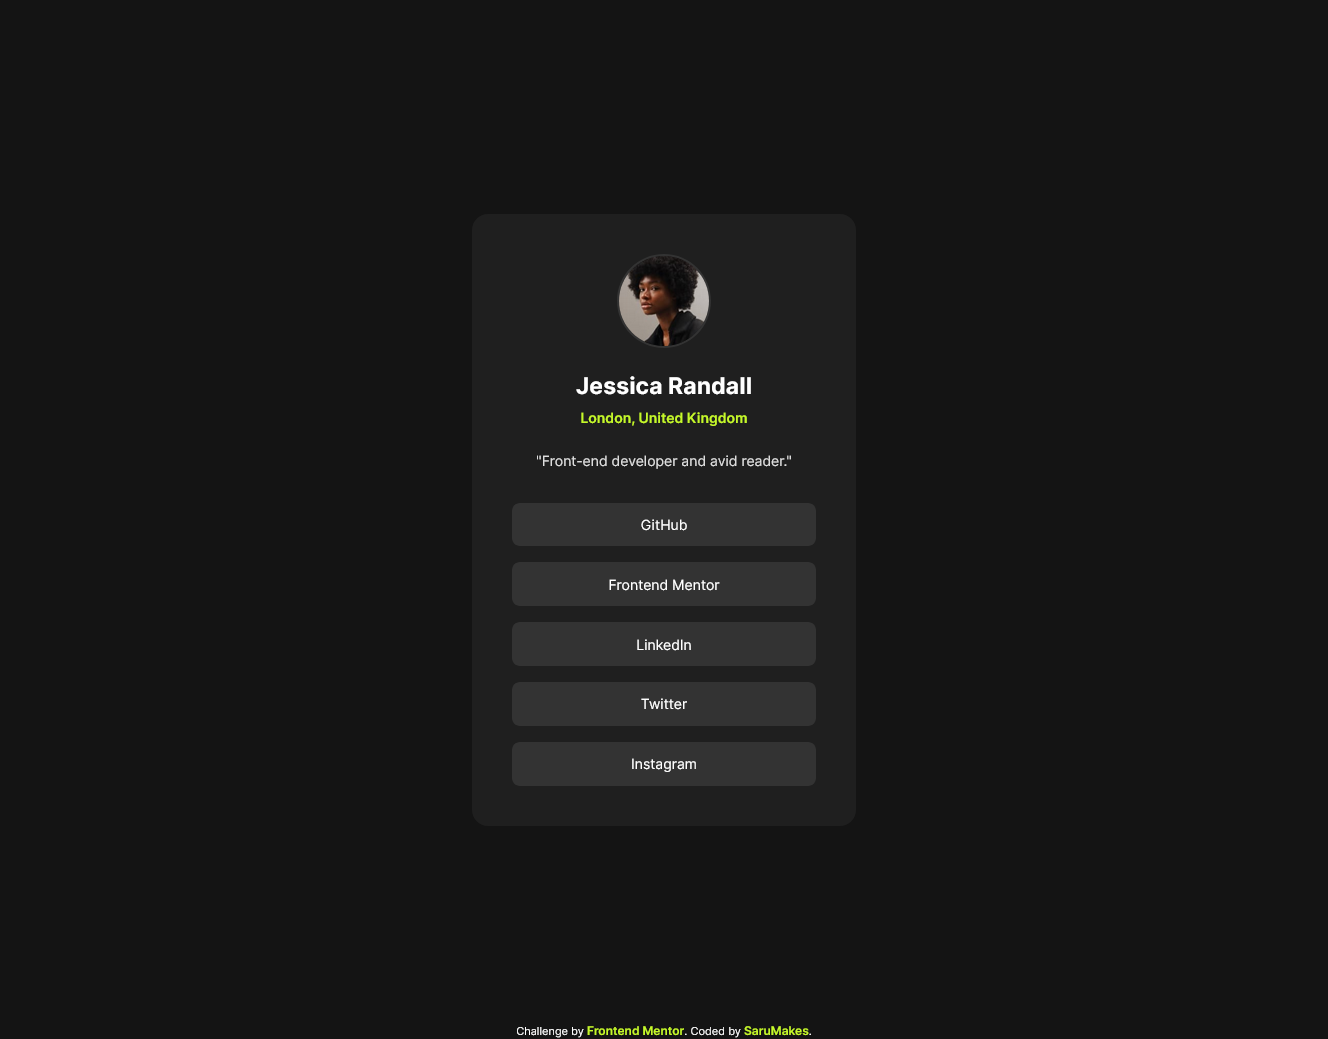 Jessica Randall
London, United Kingdom
"Front-end developer and avid reader."
GitHub
Frontend Mentor
LinkedIn
Twitter
Instagram
Challenge by Frontend Mentor. Coded by SaruMakes.